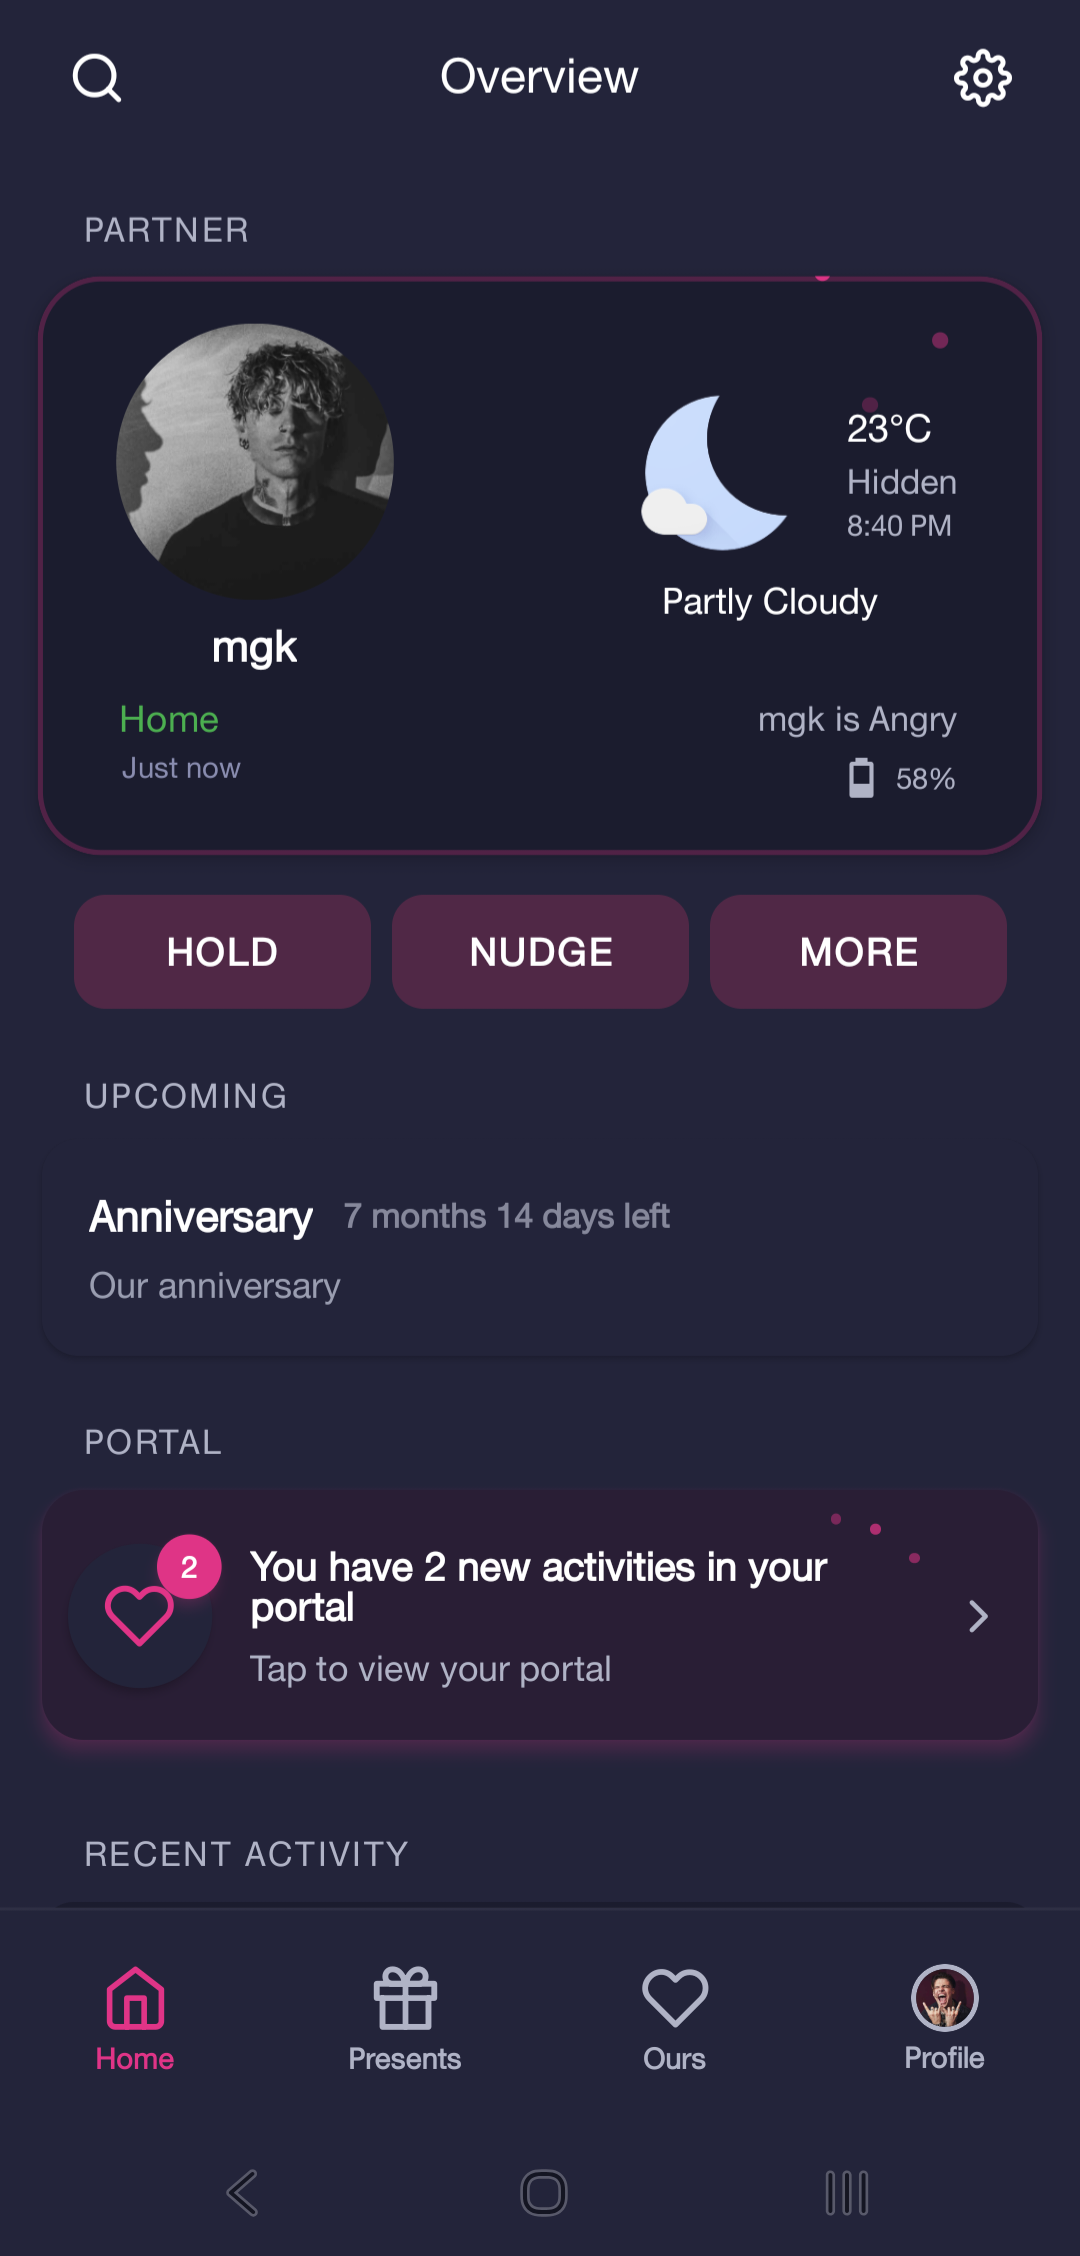 Overview
PARTNER
23°C
Hidden
8:40 PM
Partly Cloudy
mgk
Home
Just now
mgk is Angry
58%
HOLD
NUDGE
MORE
UPCOMING
Anniversary 7 months 14 days left
Our anniversary
PORTAL
2
You have 2 new activities in your
portal
Tap to view your portal
RECENT ACTIVITY
Home
Presents
Ours
Profile